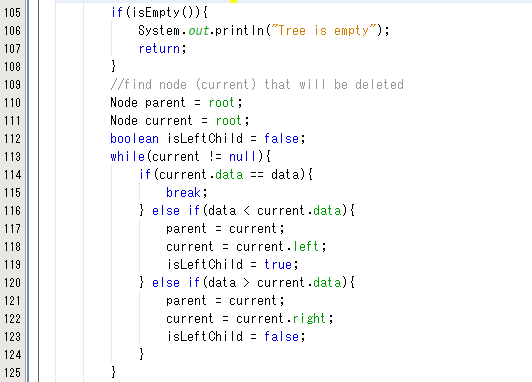 105 if(isEmpty()){
106 System.out.println("Tree is empty");
107 return;
108 }
109 //find node (current) that will be deleted
110 Node parent = root;
111 Node current = root;
112 boolean isLeftChild = false;
113 while(current != null){
114 if(current.data == data){
115 break;
116 } else if(data < current.data){
117 parent = current;
118 current = current.left;
119 isLeftChild = true;
120 } else if(data > current.data){
121 parent = current;
122 current = current.right;
123 isLeftChild = false;
124 }
125 }